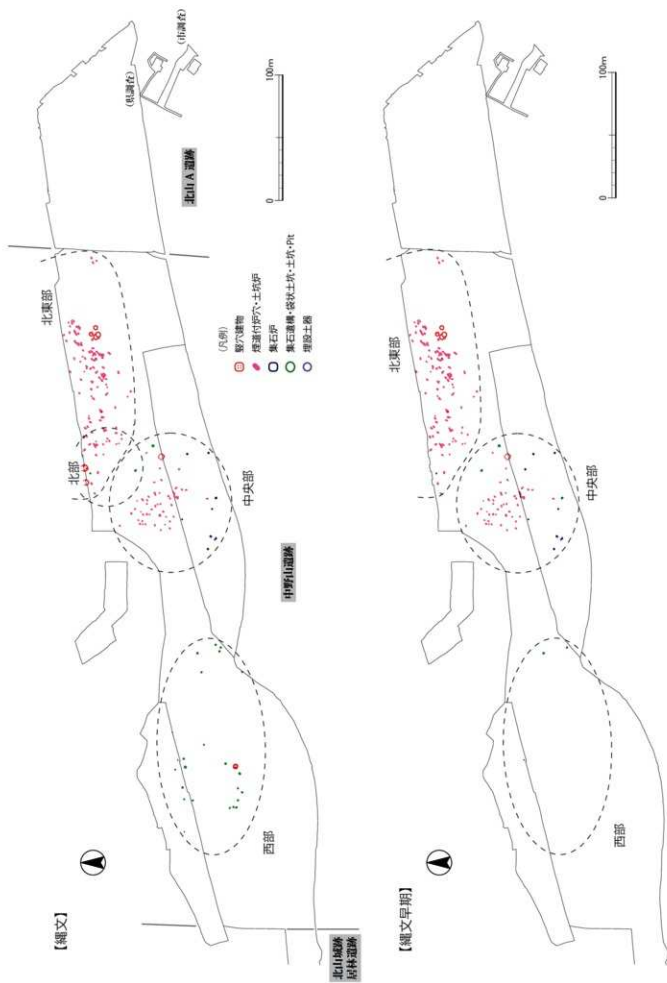 【縄文】
北山城跡
居林遺跡
西部
中野山遺跡
中央部
北部
北東部
北山 A 遺跡
(県調査)
(市調査)
0
100m
(凡例)
竪穴建物
煙道付炉穴・土坑炉
集石炉
集石遺構・袋状土坑・土坑・Pit
埋設土器
【縄文早期】
西部
中央部
北東部
0
100m